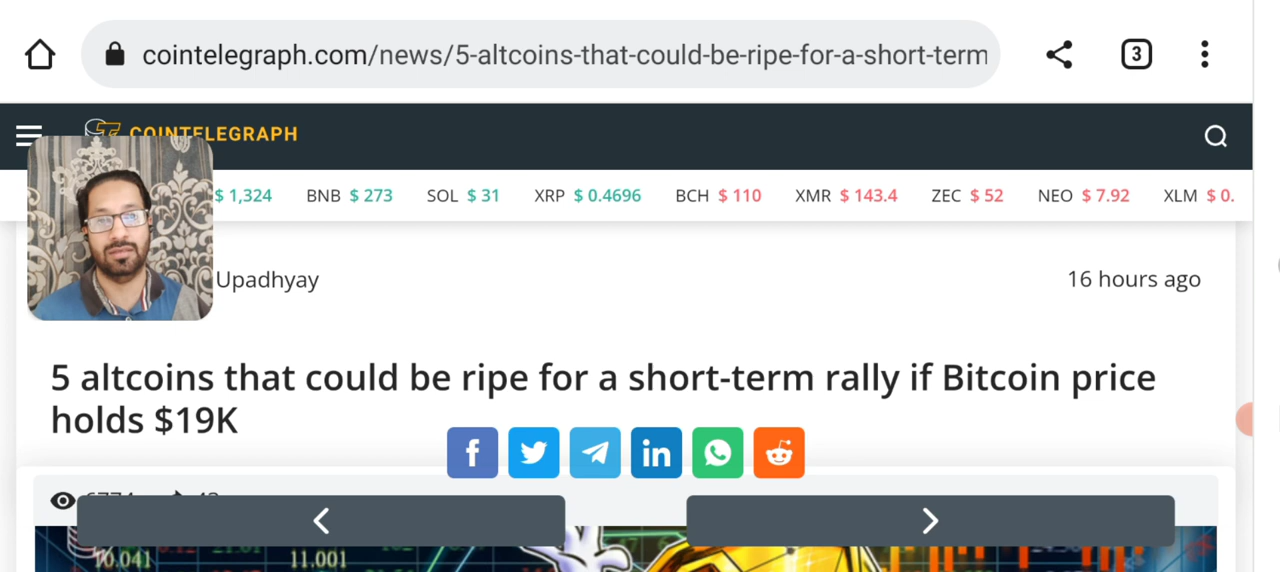 cointelegraph.com/news/5-altcoins-that-could-be-ripe-for-a-short-term
3
COINTELEGRAPH
$ 1,324 BNB $ 273 SOL $ 31 XRP $ 0.4696 BCH $ 110 XMR $ 143.4 ZEC $ 52 NEO $ 7.92 XLM $ 0.
Upadhyay
16 hours ago
5 altcoins that could be ripe for a short-term rally if Bitcoin price
holds $19K
f in
11.001